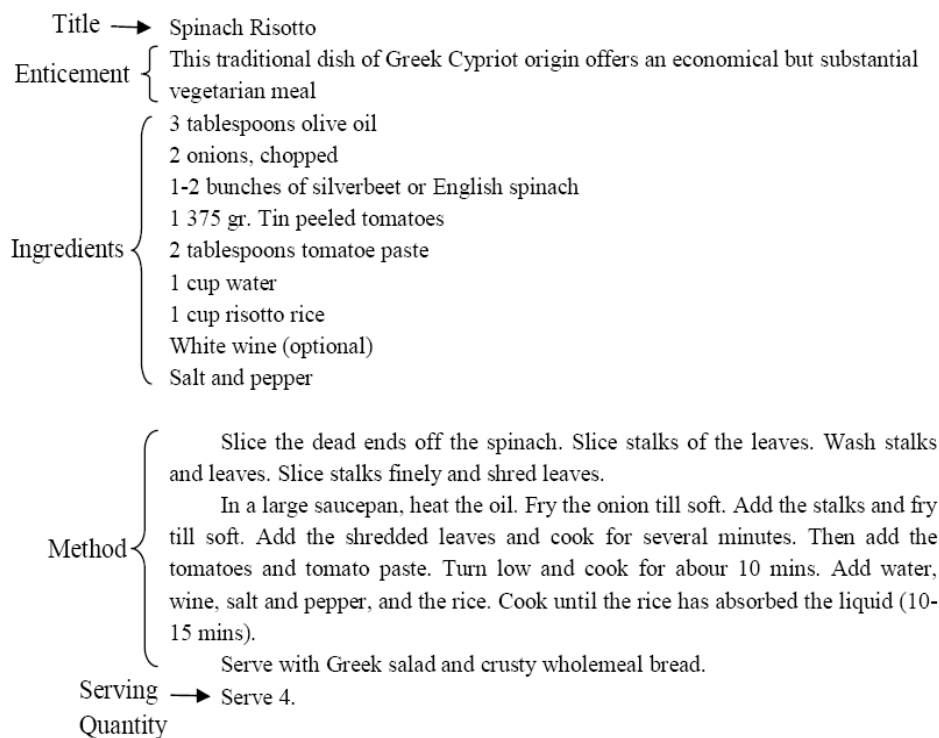 Title Spinach Risotto
Enticement This traditional dish of Greek Cypriot origin offers an economical but substantial
vegetarian meal
3 tablespoons olive oil
2 onions, chopped
1-2 bunches of silverbeet or English spinach
1 375 gr. Tin peeled tomatoes
Ingredients 2 tablespoons tomatoe paste
1 cup water
1 cup risotto rice
White wine (optional)
Salt and pepper
Slice the dead ends off the spinach. Slice stalks of the leaves. Wash stalks
and leaves. Slice stalks finely and shred leaves.
In a large saucepan, heat the oil. Fry the onion till soft. Add the stalks and fry
Method till soft. Add the shredded leaves and cook for several minutes. Then add the
tomatoes and tomato paste. Turn low and cook for abour 10 mins. Add water,
wine, salt and pepper, and the rice. Cook until the rice has absorbed the liquid (10-
15 mins).
Serve with Greek salad and crusty wholemeal bread.
Serving Serve 4.
Quantity